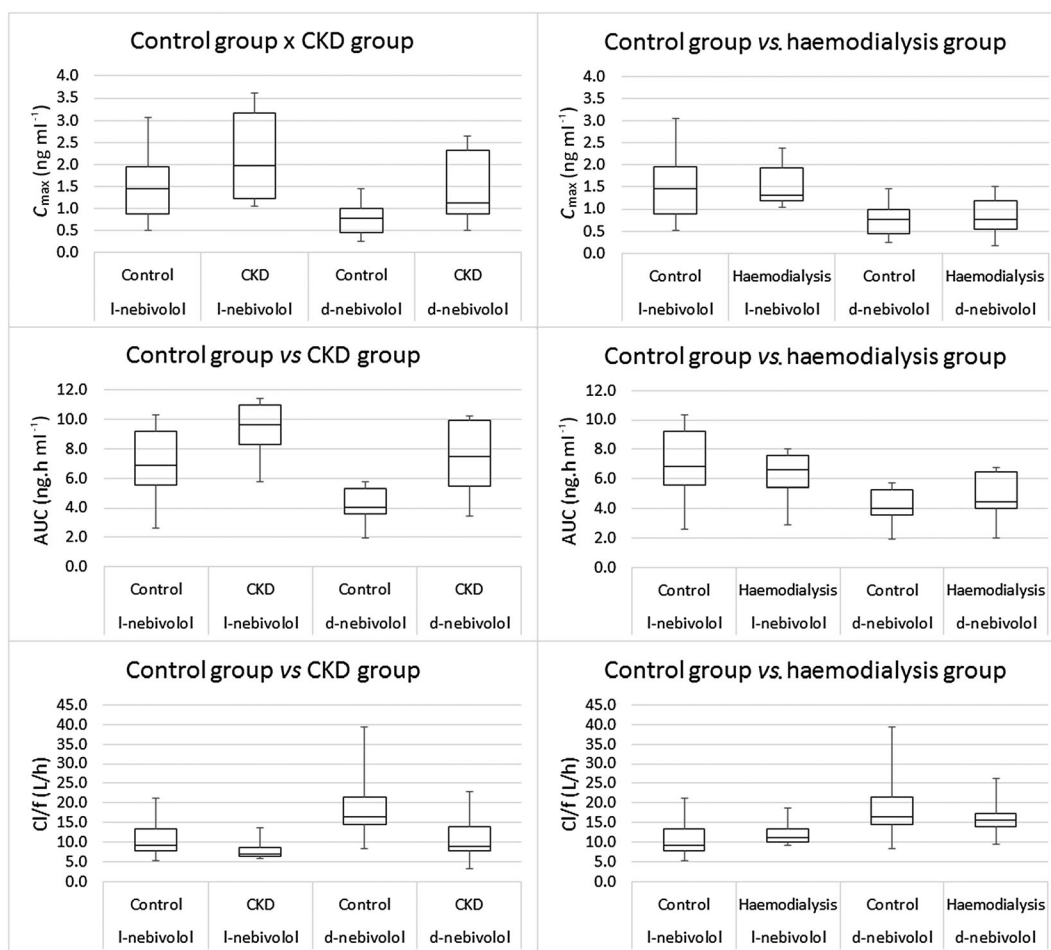 Control group x CKD group
4.0
3.5
3.0
2.5
2.0
1.5
1.0
0.5
0.0
Cmax (ng ml⁻¹)
Control CKD Control CKD
l-nebivolol l-nebivolol d-nebivolol d-nebivolol
Control group vs. haemodialysis group
4.0
3.5
3.0
2.5
2.0
1.5
1.0
0.5
0.0
Cmax (ng ml⁻¹)
Control Haemodialysis Control Haemodialysis
l-nebivolol l-nebivolol d-nebivolol d-nebivolol
Control group vs CKD group
12.0
10.0
8.0
6.0
4.0
2.0
0.0
AUC (ng.h ml⁻¹)
Control CKD Control CKD
l-nebivolol l-nebivolol d-nebivolol d-nebivolol
Control group vs. haemodialysis group
12.0
10.0
8.0
6.0
4.0
2.0
0.0
AUC (ng.h ml⁻¹)
Control Haemodialysis Control Haemodialysis
l-nebivolol l-nebivolol d-nebivolol d-nebivolol
Control group vs CKD group
45.0
40.0
35.0
30.0
25.0
20.0
15.0
10.0
5.0
0.0
Cl/f (L/h)
Control CKD Control CKD
l-nebivolol l-nebivolol d-nebivolol d-nebivolol
Control group vs. haemodialysis group
45.0
40.0
35.0
30.0
25.0
20.0
15.0
10.0
5.0
0.0
Cl/f (L/h)
Control Haemodialysis Control Haemodialysis
l-nebivolol l-nebivolol d-nebivolol d-nebivolol